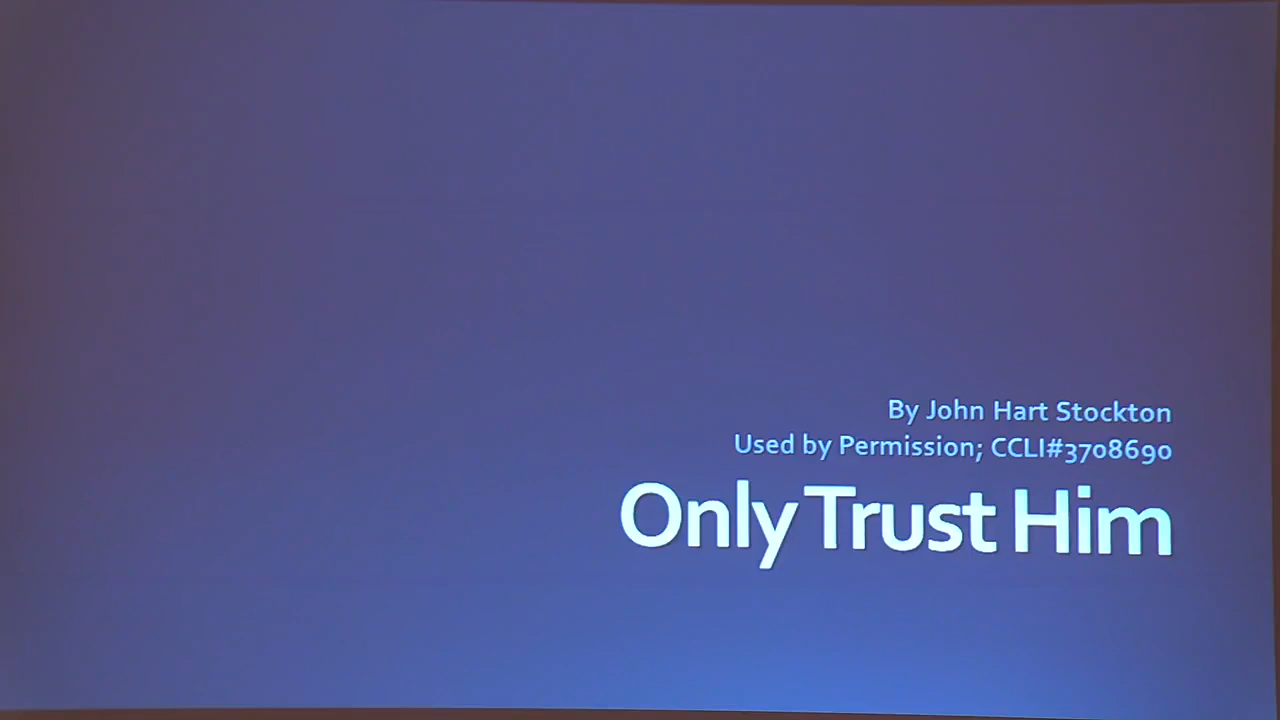 By John Hart Stockton
Used by Permission; CCLI#3708690
Only Trust Him